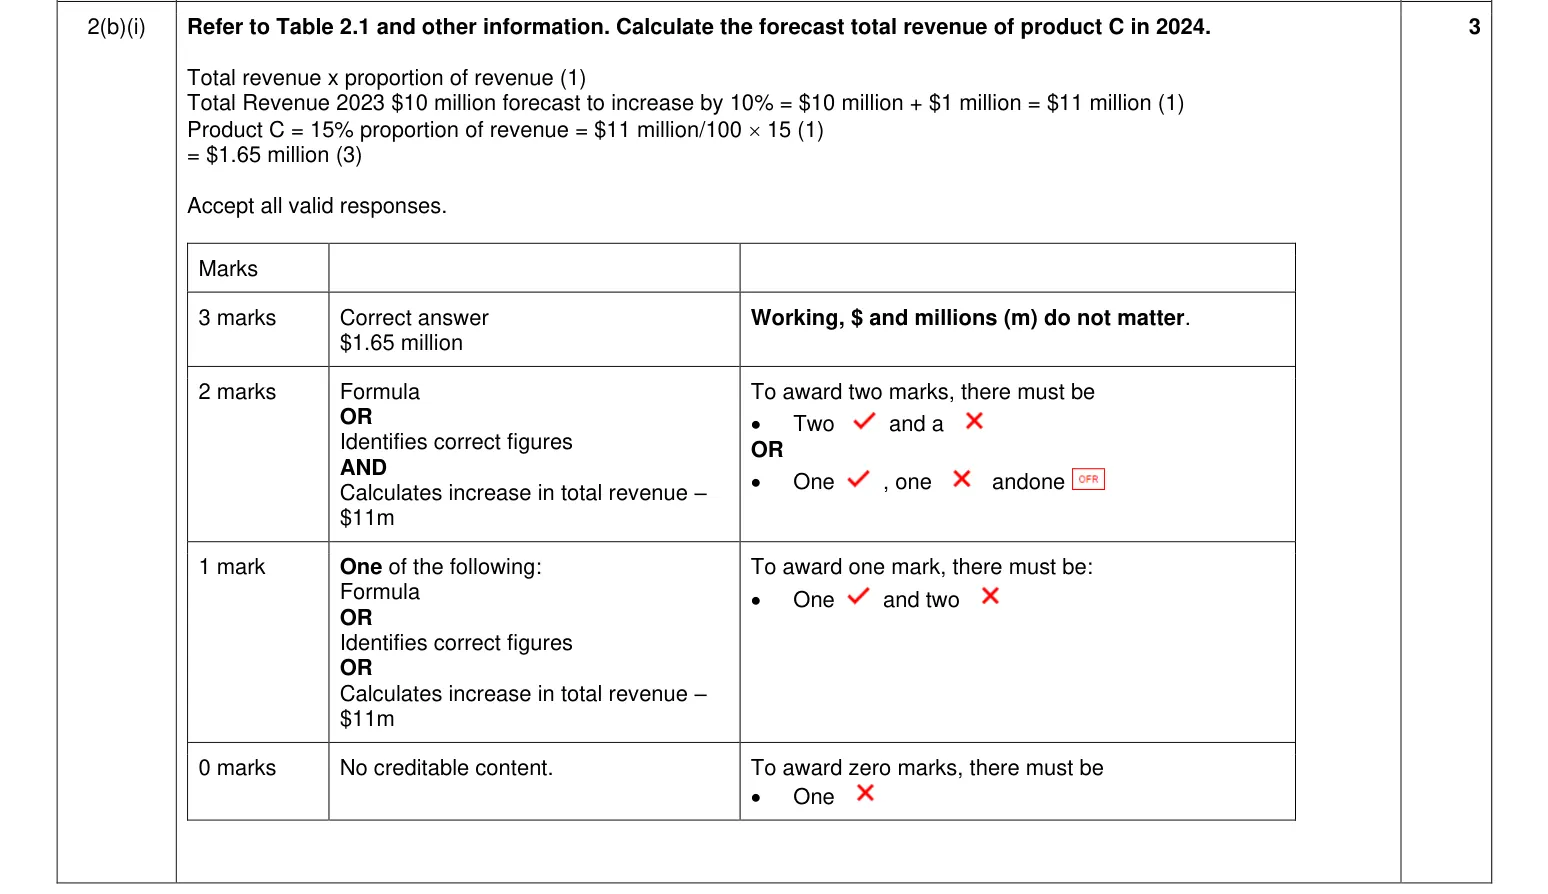 2(b)(i)
Refer to Table 2.1 and other information. Calculate the forecast total revenue of product C in 2024.
3
Total revenue x proportion of revenue (1)
Total Revenue 2023 $10 million forecast to increase by 10% = $10 million + $1 million = $11 million (1)
Product C = 15% proportion of revenue = $11 million/100 × 15 (1)
= $1.65 million (3)
Accept all valid responses.
Marks
3 marks
Correct answer
$1.65 million
Working, $ and millions (m) do not matter.
2 marks
Formula
OR
Identifies correct figures
AND
Calculates increase in total revenue –
$11m
To award two marks, there must be
• Two ✓ and a ✗
OR
• One ✓ , one ✗ andone OFR
1 mark
One of the following:
Formula
OR
Identifies correct figures
OR
Calculates increase in total revenue –
$11m
To award one mark, there must be:
• One ✓ and two ✗
0 marks
No creditable content.
To award zero marks, there must be
• One ✗